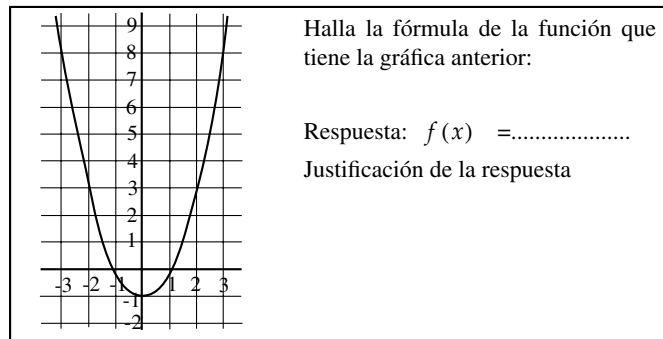 Halla la fórmula de la función que
tiene la gráfica anterior:
Respuesta: f(x) =....................
Justificación de la respuesta
9
8
7
6
5
4
3
2
1
-3 -2 -1 1 2 3
-1
-2